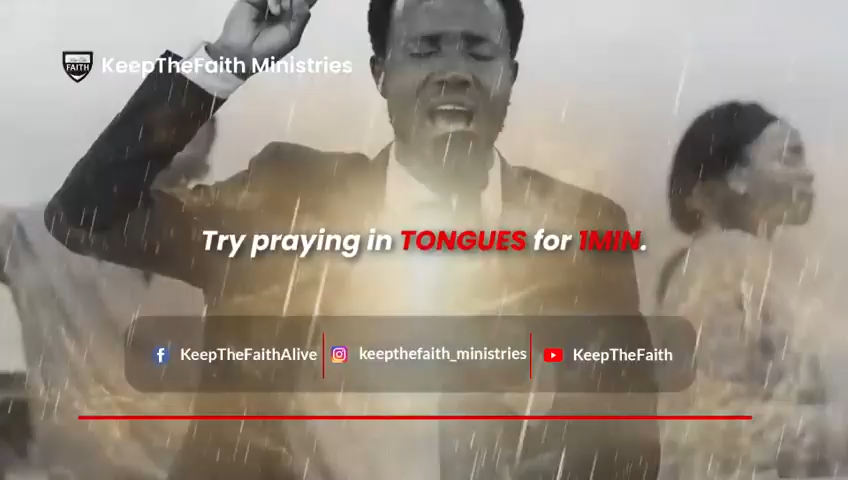 FAITH
KeepTheFaith Ministries
Try praying in TONGUES for 1MIN.
KeepTheFaithAlive
keepthefaith_ministries
KeepTheFaith